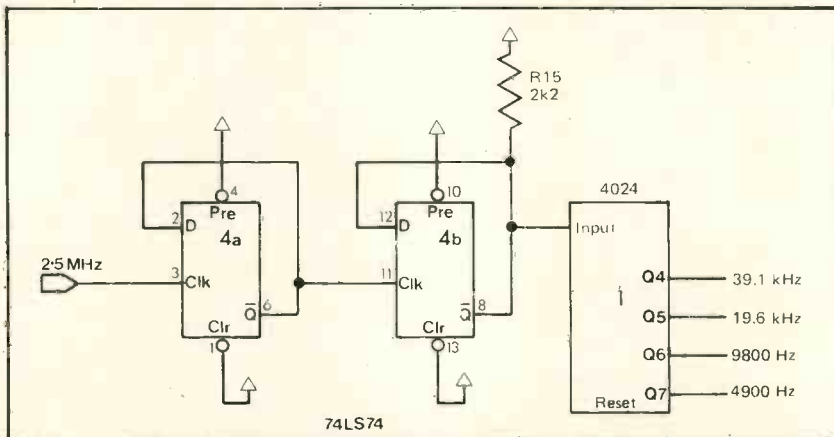 R15
2k2
4
10
4024
Pre
Pre
2
D
12
D
Input
4a
4b
2·5 MHz
3
Clk
11
Clk
Q4
39.1 kHz
Q̅
6
Q̅
8
1
Q5
19.6 kHz
Clr
Clr
Q6
9800 Hz
1
13
Q7
4900 Hz
Reset
74LS74